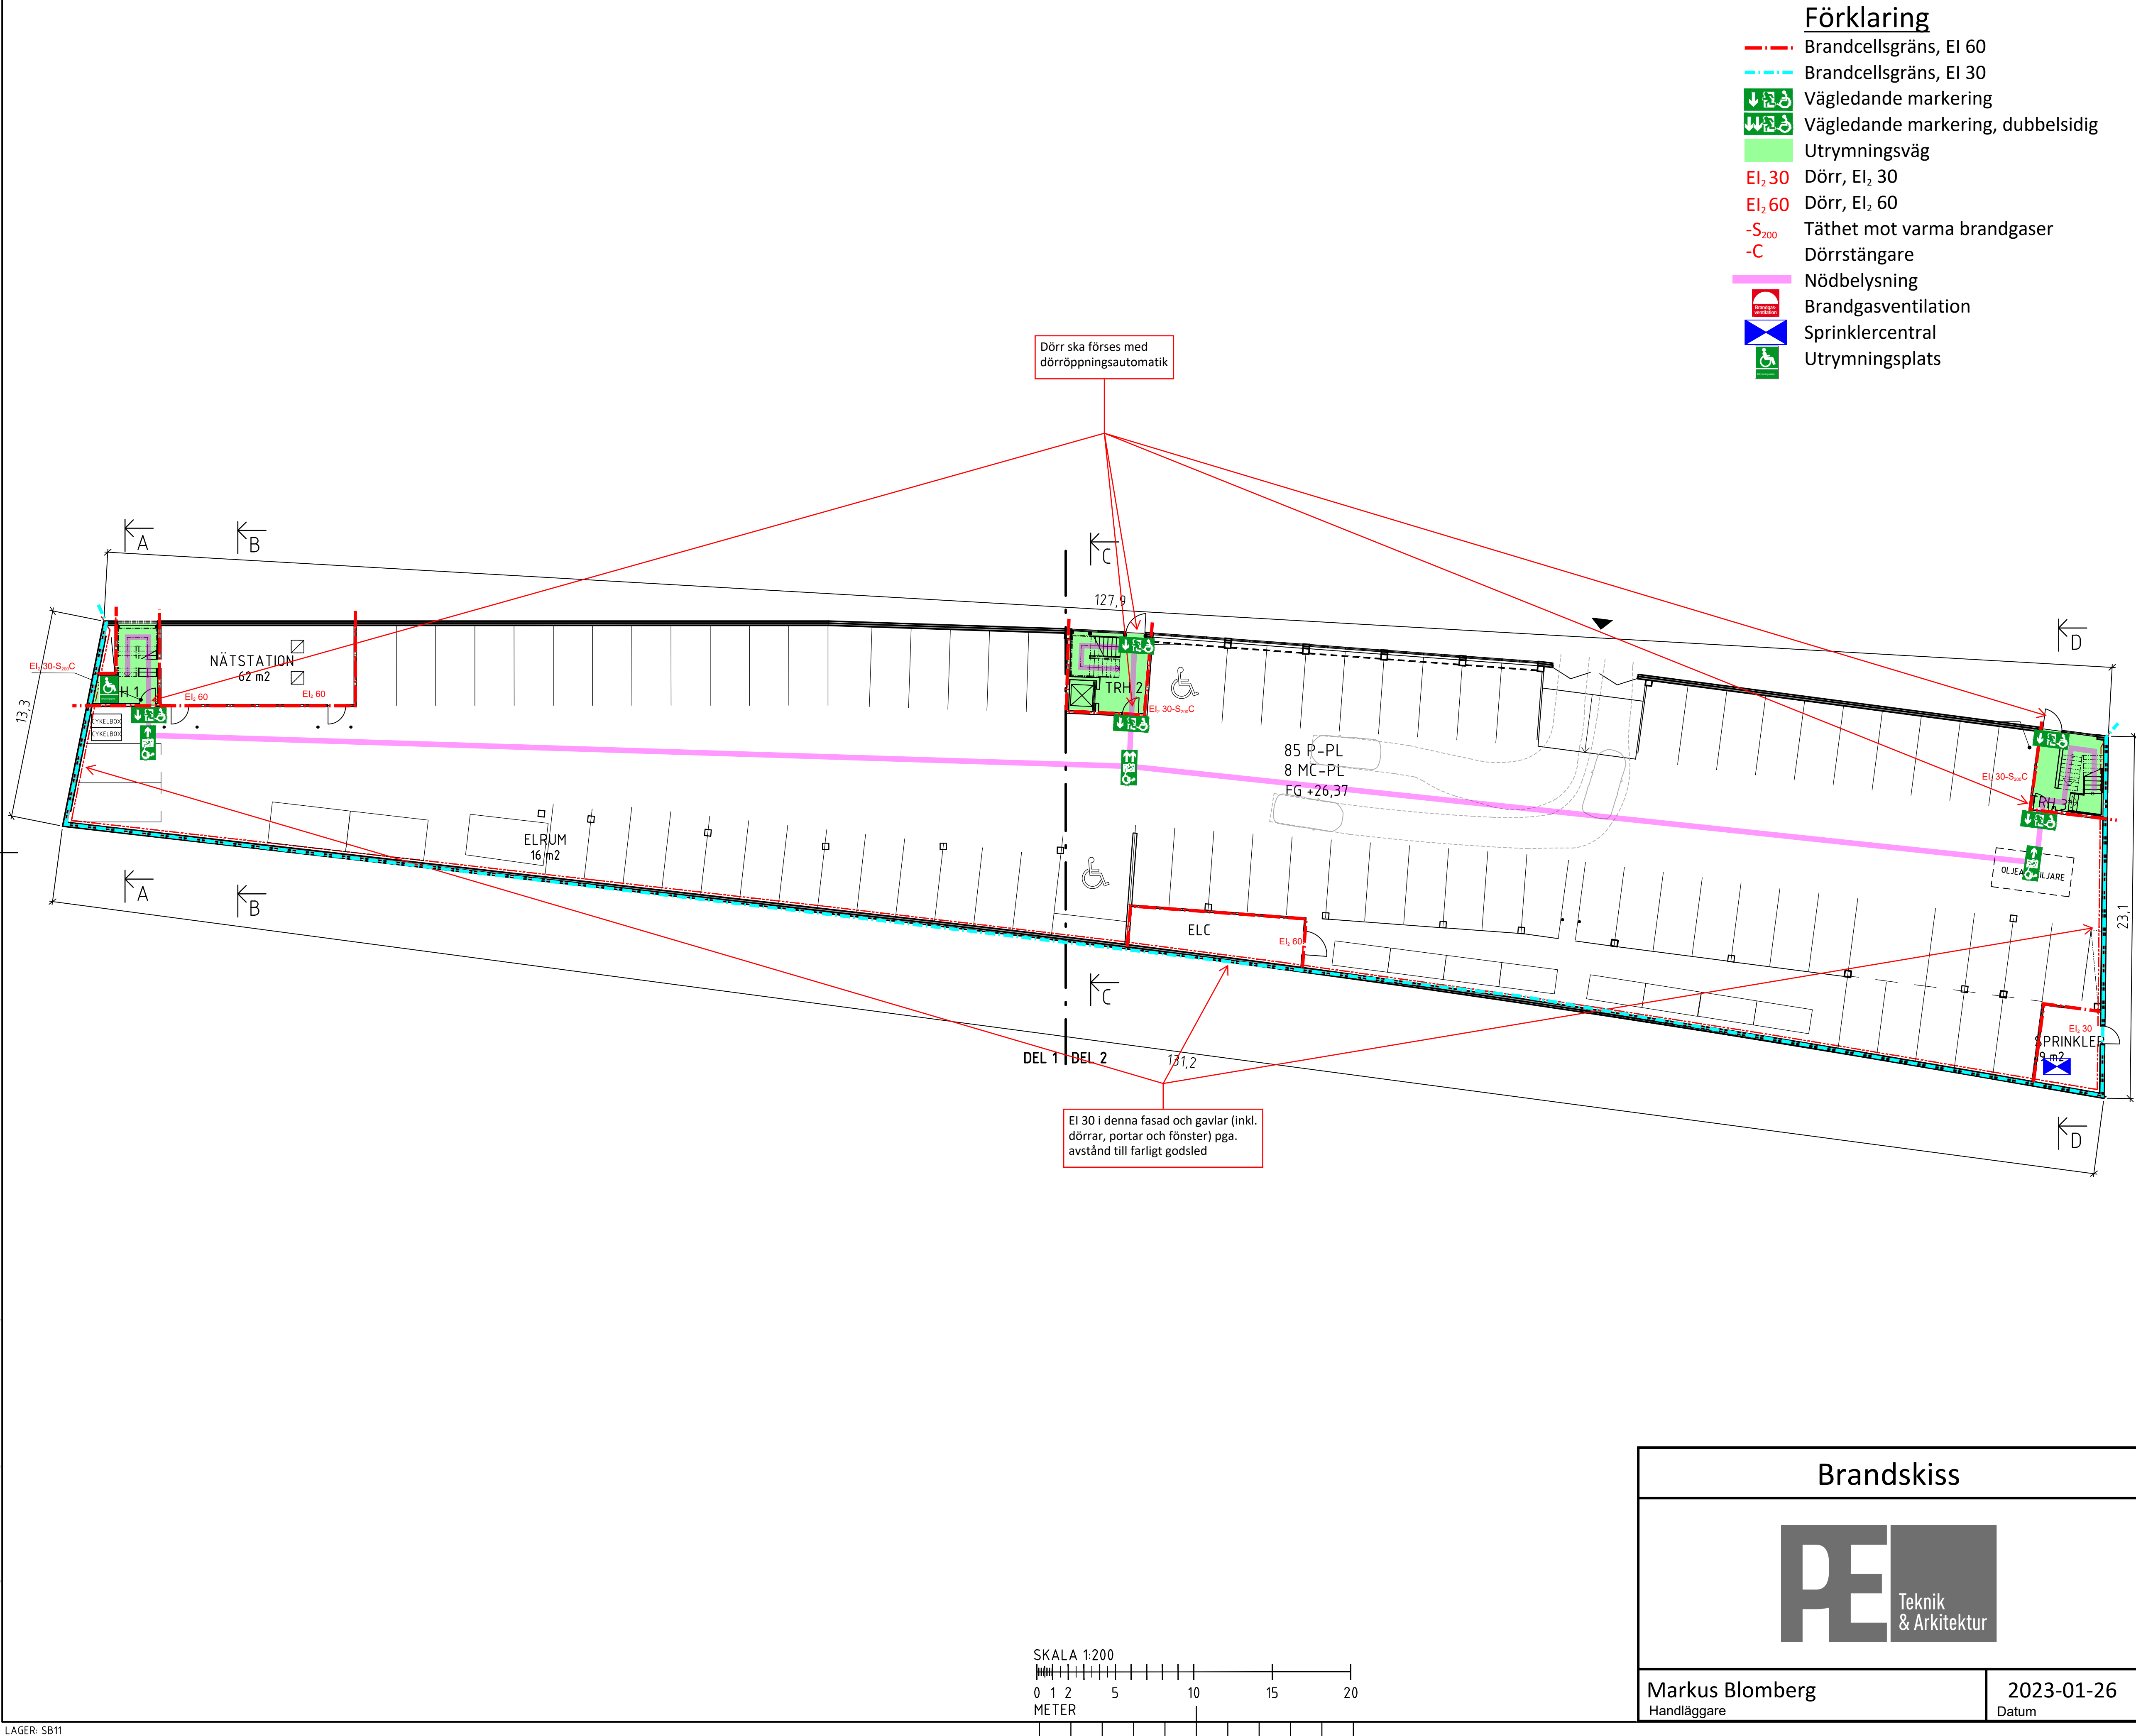 Förklaring
Brandcellsgräns, EI 60
Brandcellsgräns, EI 30
Vägledande markering
Vägledande markering, dubbelsidig
Utrymningsväg
EI₂ 30 Dörr, EI₂ 30
EI₂ 60 Dörr, EI₂ 60
-S₂₀₀ Täthet mot varma brandgaser
-C Dörrstängare
Nödbelysning
Brandgas
ventilation
Brandgasventilation
Sprinklercentral
Utrymningsplats
Dörr ska förses med
dörröppningsautomatik
A
B
C
D
127,9
13,3
EI₂ 30-S₂₀₀C
H 1
NÄTSTATION
62 m2
EI₂ 60
EI₂ 60
CYKELBOX
CYKELBOX
TRH 2
EI₂ 30-S₂₀₀C
85 P-PL
8 MC-PL
FG +26,37
EI₂ 30-S₂₀₀C
RH 3
ELRUM
16 m2
OLJEA ILJARE
A
B
ELC
EI₂ 60
23,1
C
EI₂ 30
SPRINKLER
9 m2
DEL 1 DEL 2
131,2
D
EI 30 i denna fasad och gavlar (inkl.
dörrar, portar och fönster) pga.
avstånd till farligt godsled
Brandskiss
PE
Teknik
& Arkitektur
Markus Blomberg
Handläggare
2023-01-26
Datum
SKALA 1:200
0 1 2 5 10 15 20
METER
LAGER: SB11